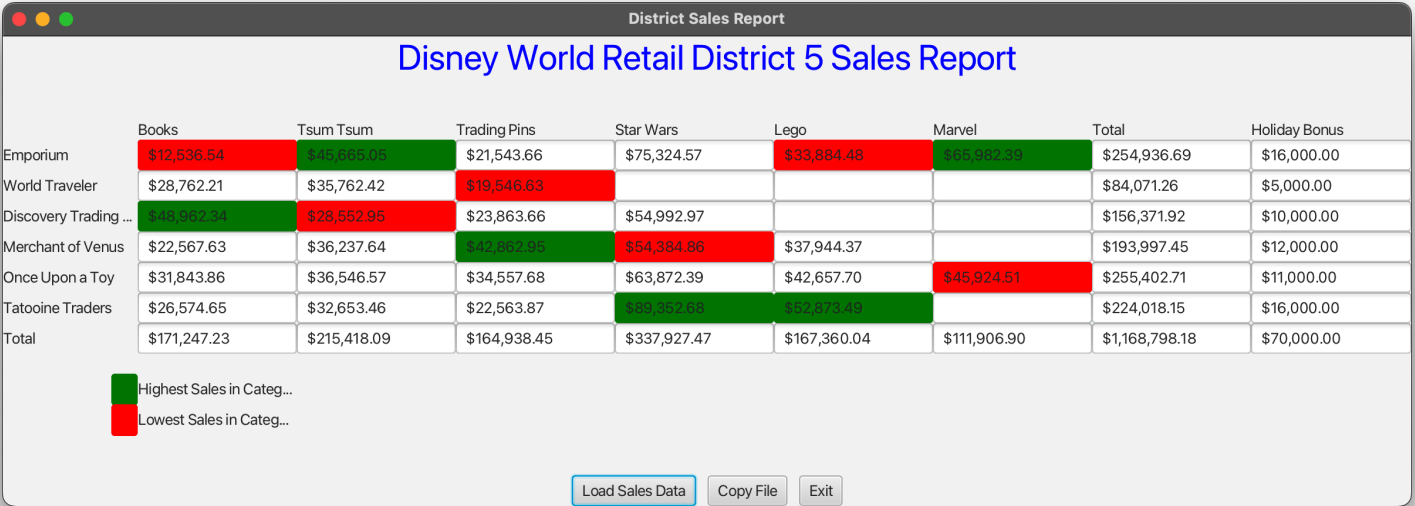 District Sales Report
Disney World Retail District 5 Sales Report
Books Tsum Tsum Trading Pins Star Wars Lego Marvel Total Holiday Bonus
Emporium $12,536.54 $45,665.05 $21,543.66 $75,324.57 $33,884.48 $65,982.39 $254,936.69 $16,000.00
World Traveler $28,762.21 $35,762.42 $19,546.63 $84,071.26 $5,000.00
Discovery Trading ... $48,962.34 $28,552.95 $23,863.66 $54,992.97 $156,371.92 $10,000.00
Merchant of Venus $22,567.63 $36,237.64 $42,862.95 $54,384.86 $37,944.37 $193,997.45 $12,000.00
Once Upon a Toy $31,843.86 $36,546.57 $34,557.68 $63,872.39 $42,657.70 $45,924.51 $255,402.71 $11,000.00
Tatooine Traders $26,574.65 $32,653.46 $22,563.87 $89,352.68 $52,873.49 $224,018.15 $16,000.00
Total $171,247.23 $215,418.09 $164,938.45 $337,927.47 $167,360.04 $111,906.90 $1,168,798.18 $70,000.00
Highest Sales in Categ...
Lowest Sales in Categ...
Load Sales Data Copy File Exit